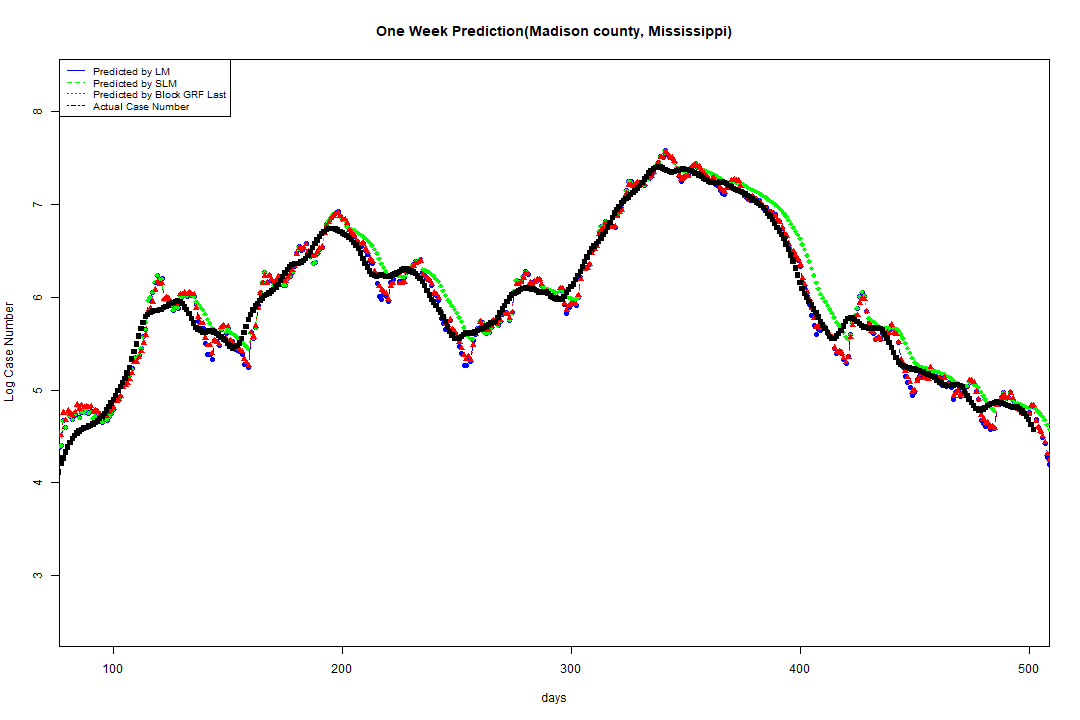 One Week Prediction(Madison county, Mississippi)
Predicted by LM
Predicted by SLM
Predicted by Block GRF Last
Actual Case Number
8
7
6
5
4
3
Log Case Number
100 200 300 400 500
days